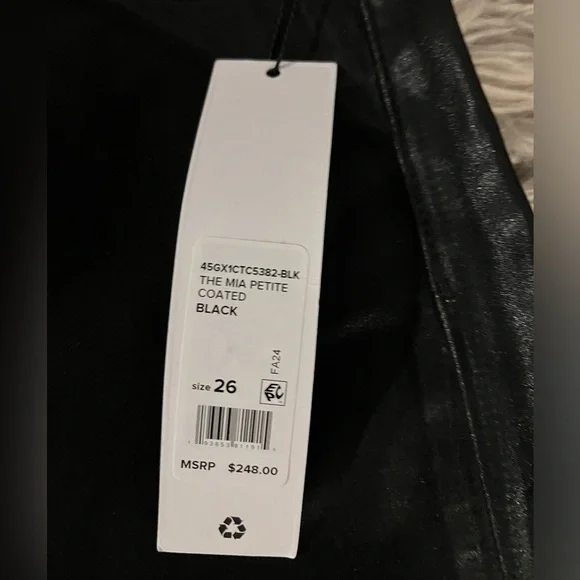 45GX1CTC5382-BLK
THE MIA PETITE
COATED
BLACK
FA24
size 26
MSRP $248.00